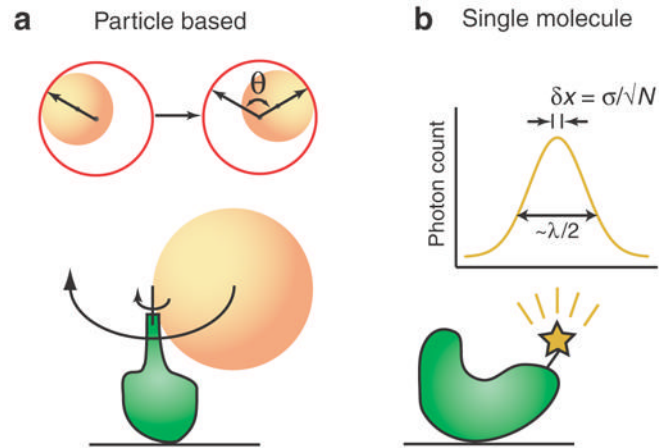 a Particle based
θ
b Single molecule
δx = σ/√N
Photon count
~λ/2